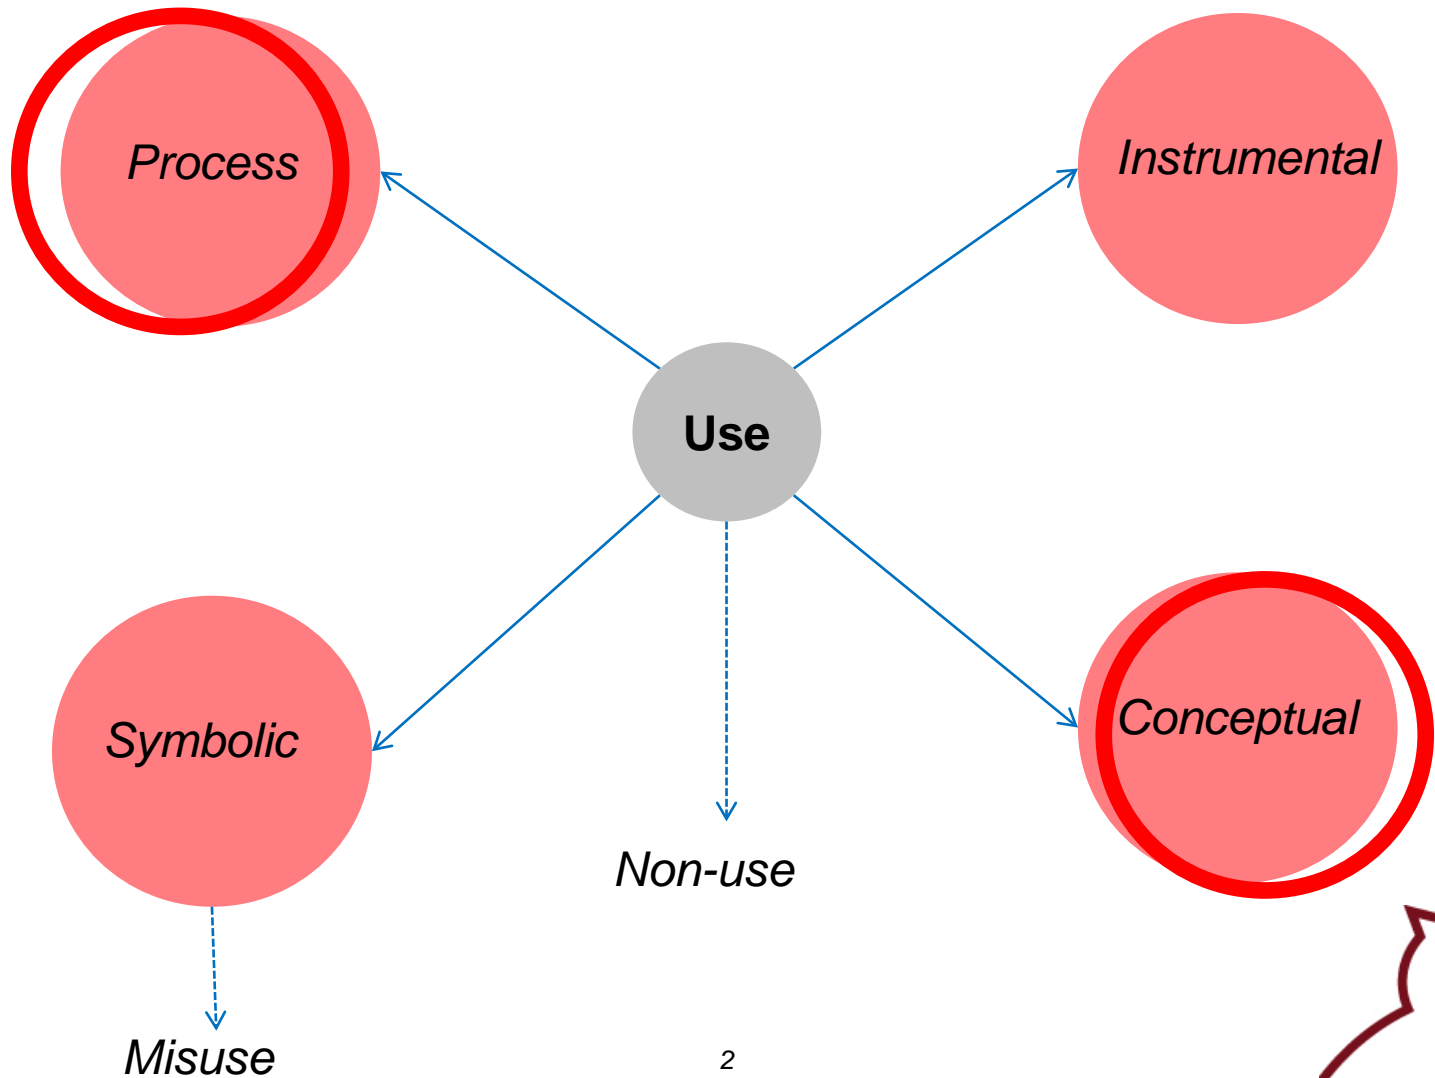 Process
Instrumental
Use
Symbolic
Conceptual
Non-use
Misuse
2